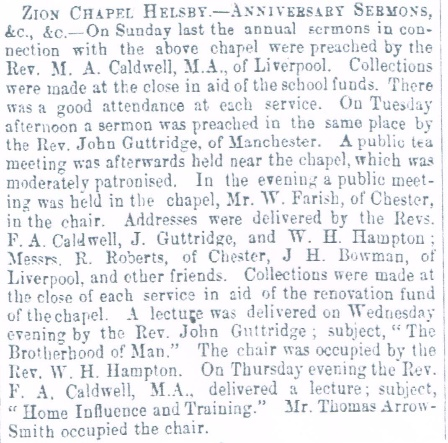 ZION CHAPEL HELSBY.—ANNIVERSARY SERMONS,
&c., &c.—On Sunday last the annual sermons in con-
nection with the above chapel were preached by the
Rev. M. A. Caldwell, M.A., of Liverpool. Collections
were made at the close in aid of the school funds. There
was a good attendance at each service. On Tuesday
afternoon a sermon was preached in the same place by
the Rev. John Guttridge, of Manchester. A public tea
meeting was afterwards held near the chapel, which was
moderately patronised. In the evening a public meet-
ing was held in the chapel, Mr. W. Farish, of Chester,
in the chair. Addresses were delivered by the Revs.
F. A. Caldwell, J. Guttridge, and W. H. Hampton;
Messrs. R. Roberts, of Chester, J H. Bowman, of
Liverpool, and other friends. Collections were made at
the close of each service in aid of the renovation fund
of the chapel. A lecture was delivered on Wednesday
evening by the Rev. John Guttridge; subject, "The
Brotherhood of Man." The chair was occupied by the
Rev. W. H. Hampton. On Thursday evening the Rev.
F. A. Caldwell, M.A., delivered a lecture; subject,
"Home Influence and Training." Mr. Thomas Arrow-
Smith occupied the chair.